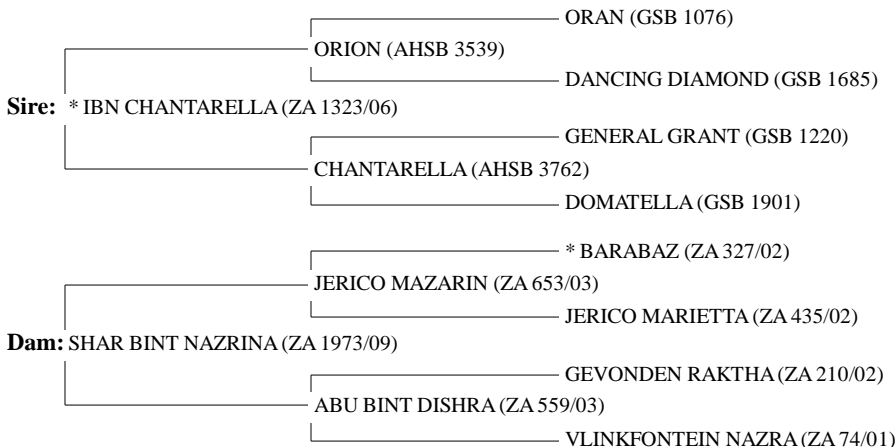 ORAN (GSB 1076)
ORION (AHSB 3539)
DANCING DIAMOND (GSB 1685)
Sire: * IBN CHANTARELLA (ZA 1323/06)
GENERAL GRANT (GSB 1220)
CHANTARELLA (AHSB 3762)
DOMATELLA (GSB 1901)
* BARABAZ (ZA 327/02)
JERICO MAZARIN (ZA 653/03)
JERICO MARIETTA (ZA 435/02)
Dam: SHAR BINT NAZRINA (ZA 1973/09)
GEVONDEN RAKTHA (ZA 210/02)
ABU BINT DISHRA (ZA 559/03)
VLINKFONTEIN NAZRA (ZA 74/01)